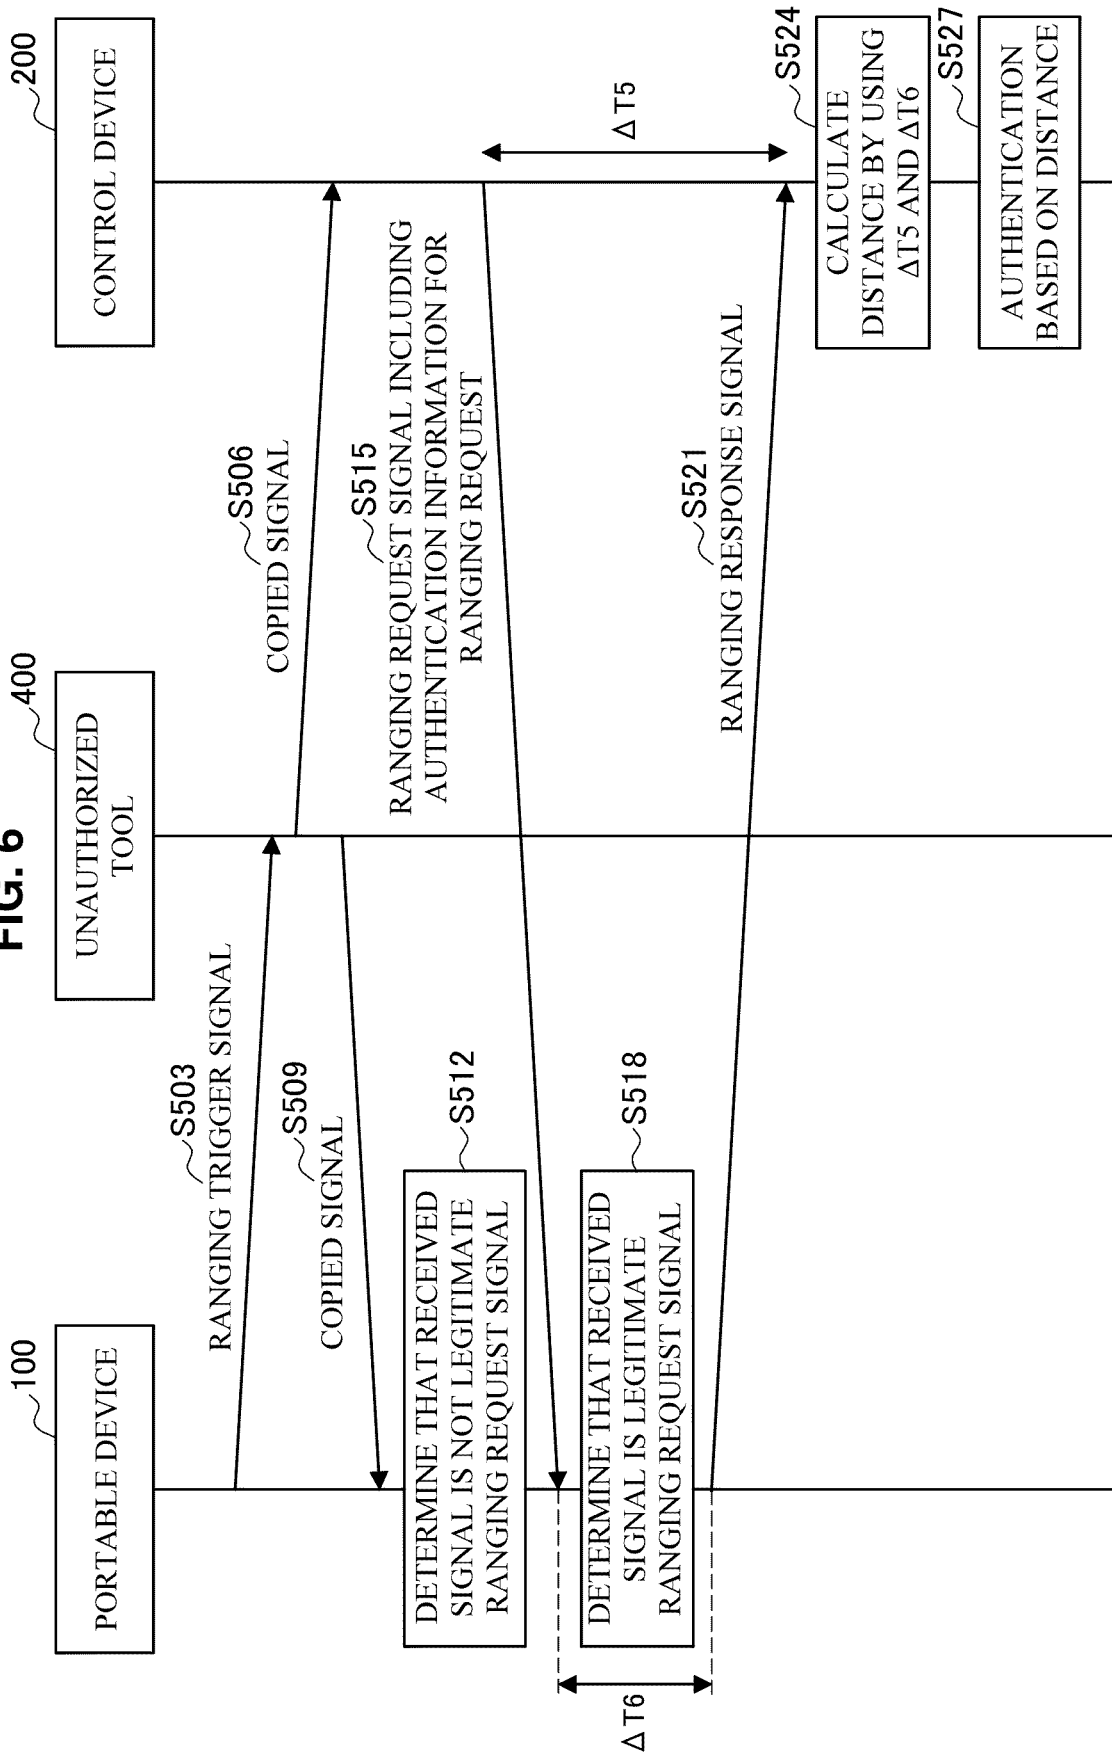 FIG. 6
100
PORTABLE DEVICE
400
UNAUTHORIZED
TOOL
200
CONTROL DEVICE
S503
RANGING TRIGGER SIGNAL
S506
COPIED SIGNAL
S509
COPIED SIGNAL
DETERMINE THAT RECEIVED
SIGNAL IS NOT LEGITIMATE
RANGING REQUEST SIGNAL
S512
S515
RANGING REQUEST SIGNAL INCLUDING
AUTHENTICATION INFORMATION FOR
RANGING REQUEST
ΔT5
ΔT6
DETERMINE THAT RECEIVED
SIGNAL IS LEGITIMATE
RANGING REQUEST SIGNAL
S518
S521
RANGING RESPONSE SIGNAL
S524
CALCULATE
DISTANCE BY USING
ΔT5 AND ΔT6
S527
AUTHENTICATION
BASED ON DISTANCE